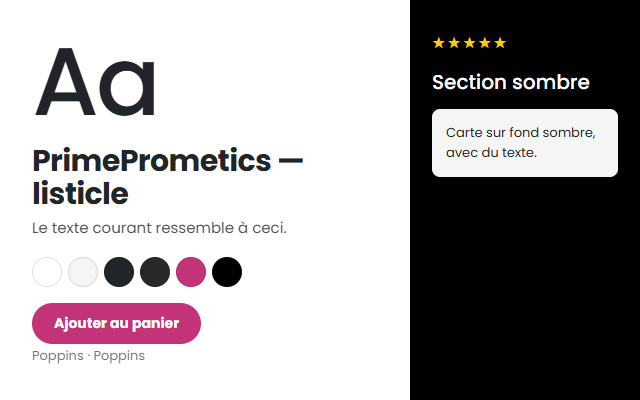 Aa
PrimePrometics —
listicle
Le texte courant ressemble à ceci.
Ajouter au panier
Poppins · Poppins
★★★★★
Section sombre
Carte sur fond sombre,
avec du texte.